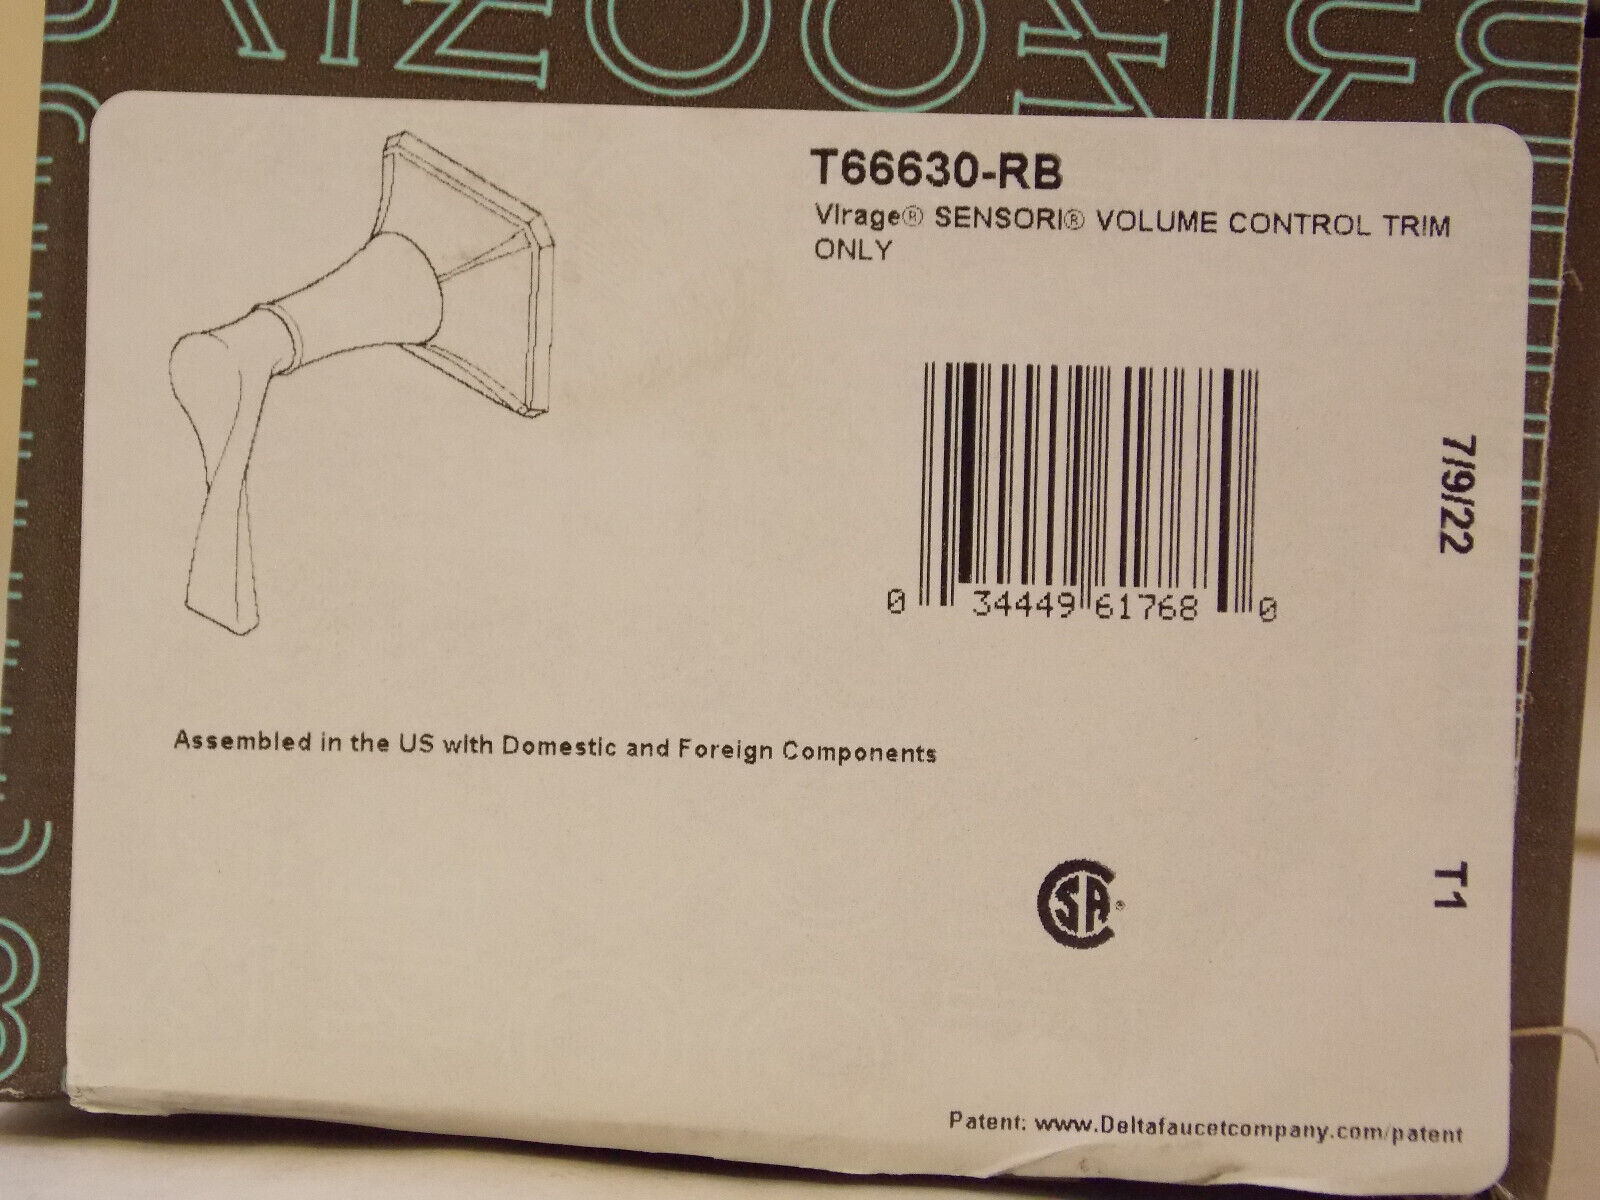 T66630-RB
Virage® SENSORI® VOLUME CONTROL TRIM
ONLY
0 34449 61768 0
7/9/22
Assembled in the US with Domestic and Foreign Components
CSA®
T1
Patent: www.Deltafaucetcompany.com/patent